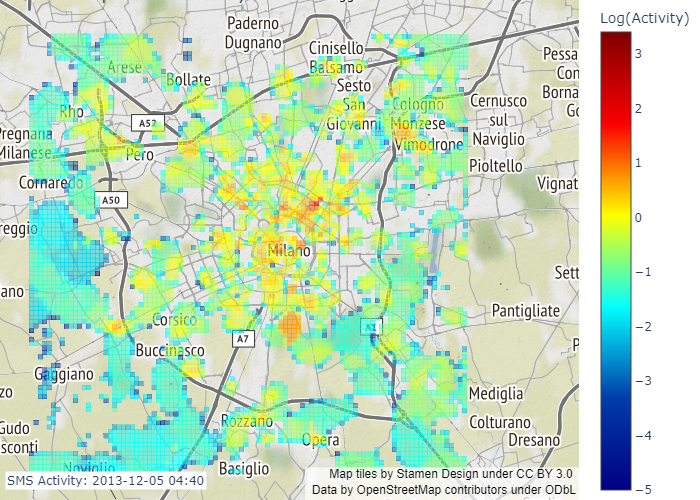 Log(Activity)
Paderno
Dugnano
Cinisello
Balsamo
Arese
Bollate
Sesto
San
Giovanni
Rho
Cologno
Monzese
Cernusco
sul
Naviglio
A52
Pregnana
Milanese
Pero
Vimodrone
Pioltello
Cornaredo
Vignat
A50
reggio
Milano
Sett
ano
Pantigliate
Corsico
A1
A7
Buccinasco
Gaggiano
Mediglia
Colturano
Dresano
Gudo
sconti
Rozzano
Opera
Noviglio
Basiglio
Pessa
Con
Borna
Go
zo
P
3
2
1
0
−1
−2
−3
−4
−5
SMS Activity: 2013-12-05 04:40
Map tiles by Stamen Design under CC BY 3.0
Data by OpenStreetMap contributors under ODbL